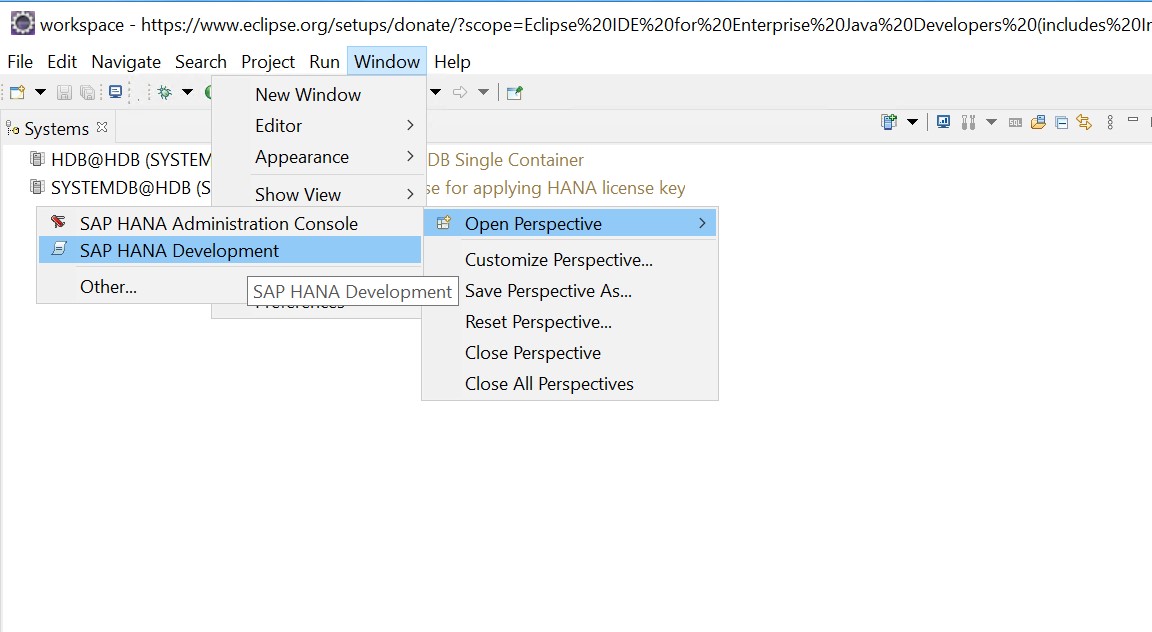 workspace - https://www.eclipse.org/setups/donate/?scope=Eclipse%20IDE%20for%20Enterprise%20Java%20Developers%20(includes%20In
File Edit Navigate Search Project Run Window Help
Systems
New Window
Editor
Appearance
Show View
HDB@HDB (SYSTEM
DB Single Container
SYSTEMDB@HDB (S
se for applying HANA license key
SAP HANA Administration Console
SAP HANA Development
Other...
SAP HANA Development
Preferences
Open Perspective
Customize Perspective...
Save Perspective As...
Reset Perspective...
Close Perspective
Close All Perspectives